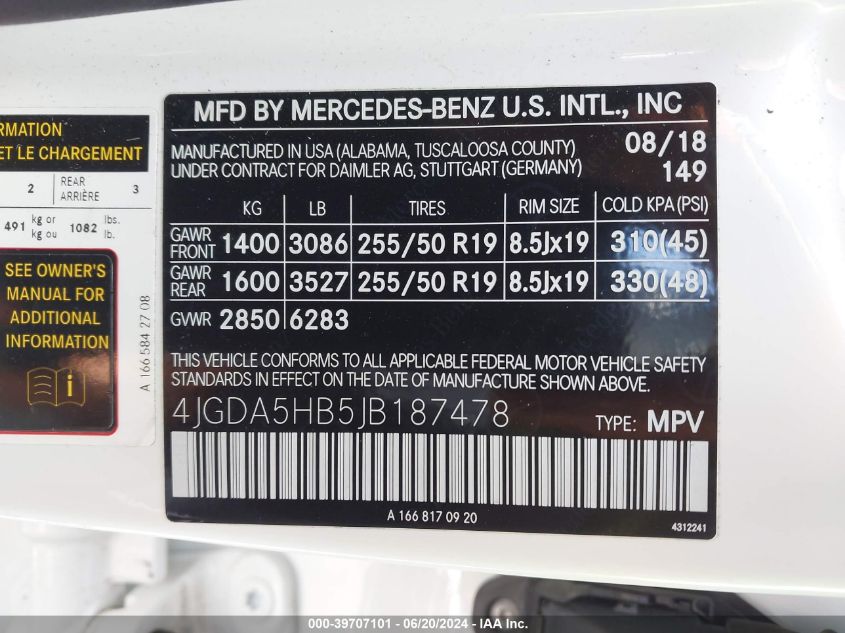 RMATION
ET LE CHARGEMENT
2 REAR ARRIÈRE 3
491 kg or kg ou 1082 lbs. lb.
SEE OWNER'S
MANUAL FOR
ADDITIONAL
INFORMATION
A 166 584 27 08
MFD BY MERCEDES-BENZ U.S. INTL., INC
MANUFACTURED IN USA (ALABAMA, TUSCALOOSA COUNTY) 08/18
UNDER CONTRACT FOR DAIMLER AG, STUTTGART (GERMANY) 149
KG LB TIRES RIM SIZE COLD KPA (PSI)
GAWR FRONT 1400 3086 255/50 R19 8.5Jx19 310(45)
GAWR REAR 1600 3527 255/50 R19 8.5Jx19 330(48)
GVWR 2850 6283
THIS VEHICLE CONFORMS TO ALL APPLICABLE FEDERAL MOTOR VEHICLE SAFETY
STANDARDS IN EFFECT ON THE DATE OF MANUFACTURE SHOWN ABOVE.
4JGDA5HB5JB187478 TYPE: MPV
A 166 817 09 20
4312241
000-39707101 - 06/20/2024 - IAA Inc.